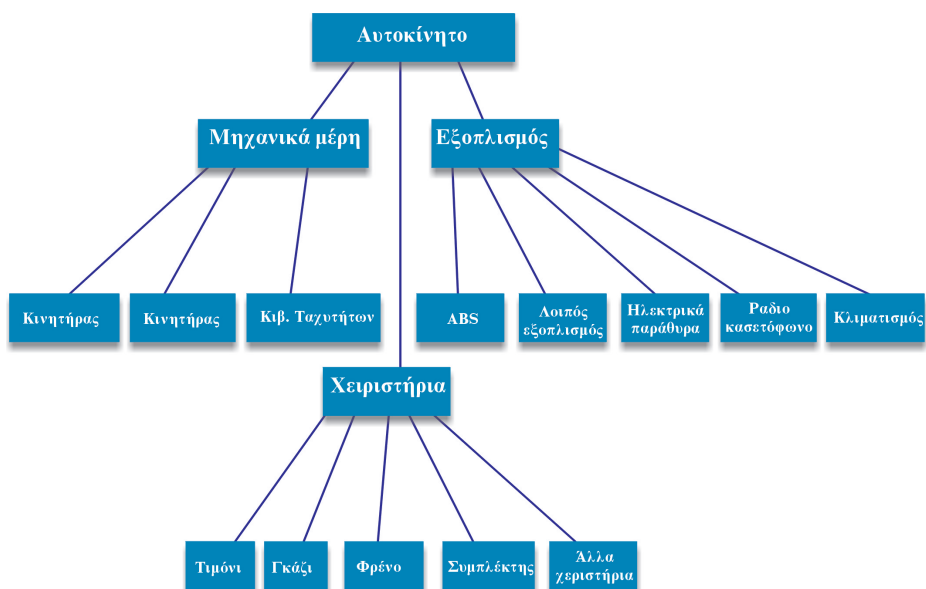 Αυτοκίνητο
Μηχανικά μέρη
Εξοπλισμός
Κινητήρας
Κινητήρας
Κιβ. Ταχυτήτων
ABS
Λοιπός
εξοπλισμός
Ηλεκτρικά
παράθυρα
Ραδιο
κασετόφωνο
Κλιματισμός
Χειριστήρια
Τιμόνι
Γκάζι
Φρένο
Συμπλέκτης
Άλλα
χεριστήρια